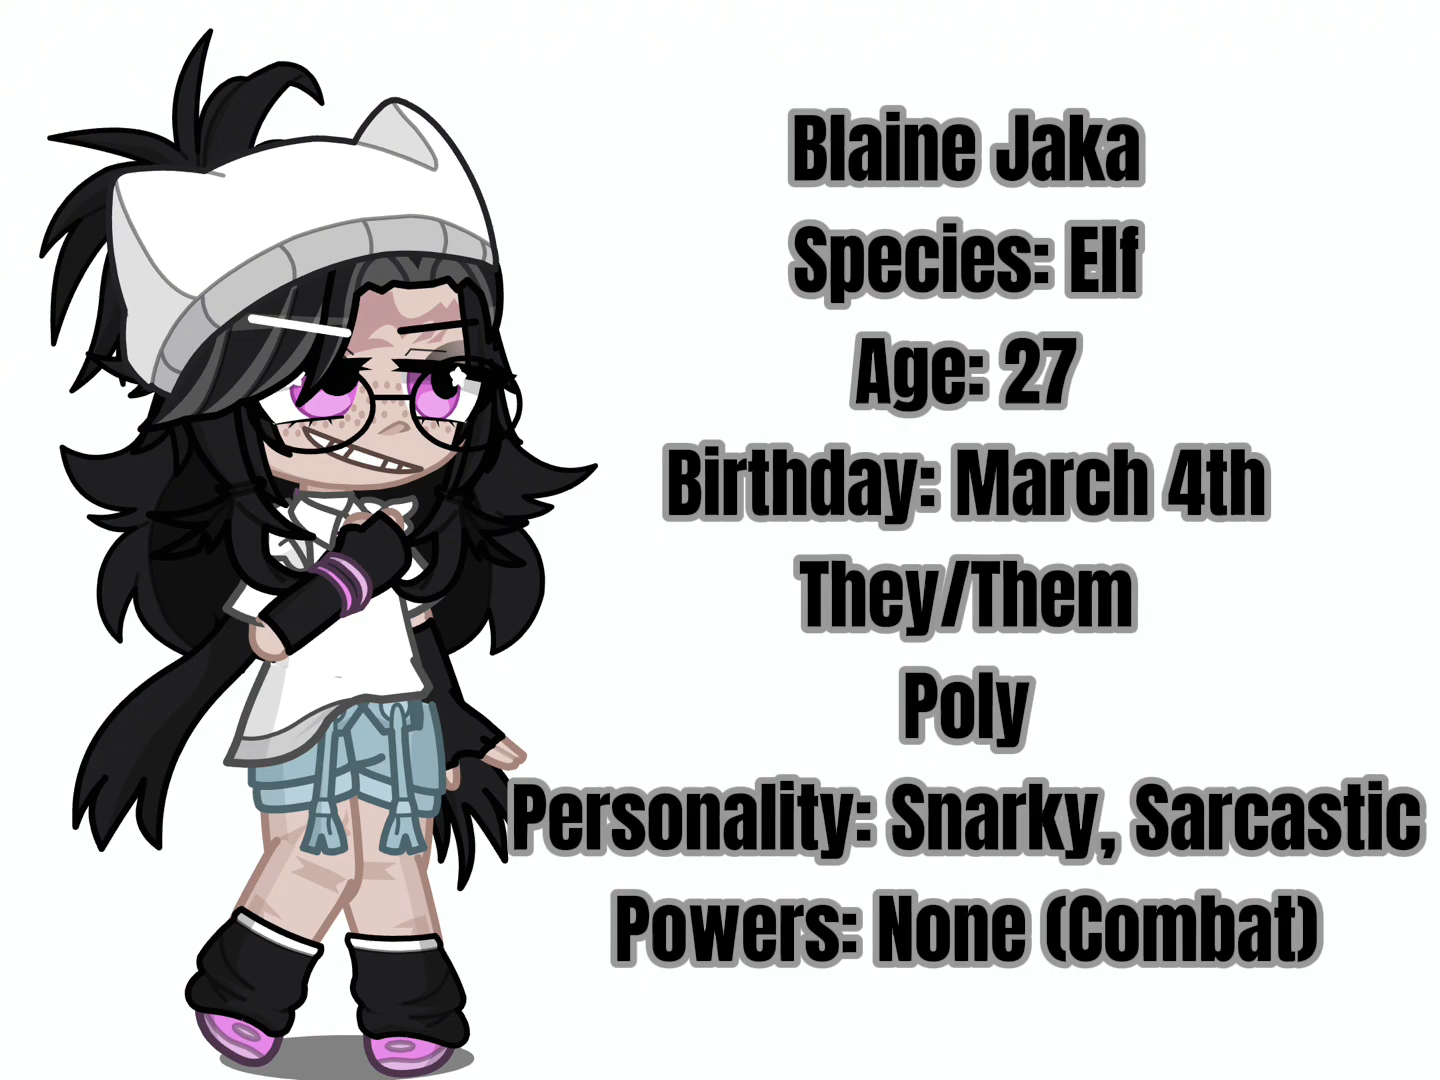 Blaine Jaka
Species: Elf
Age: 27
Birthday: March 4th
They/Them
Poly
Personality: Snarky, Sarcastic
Powers: None (Combat)